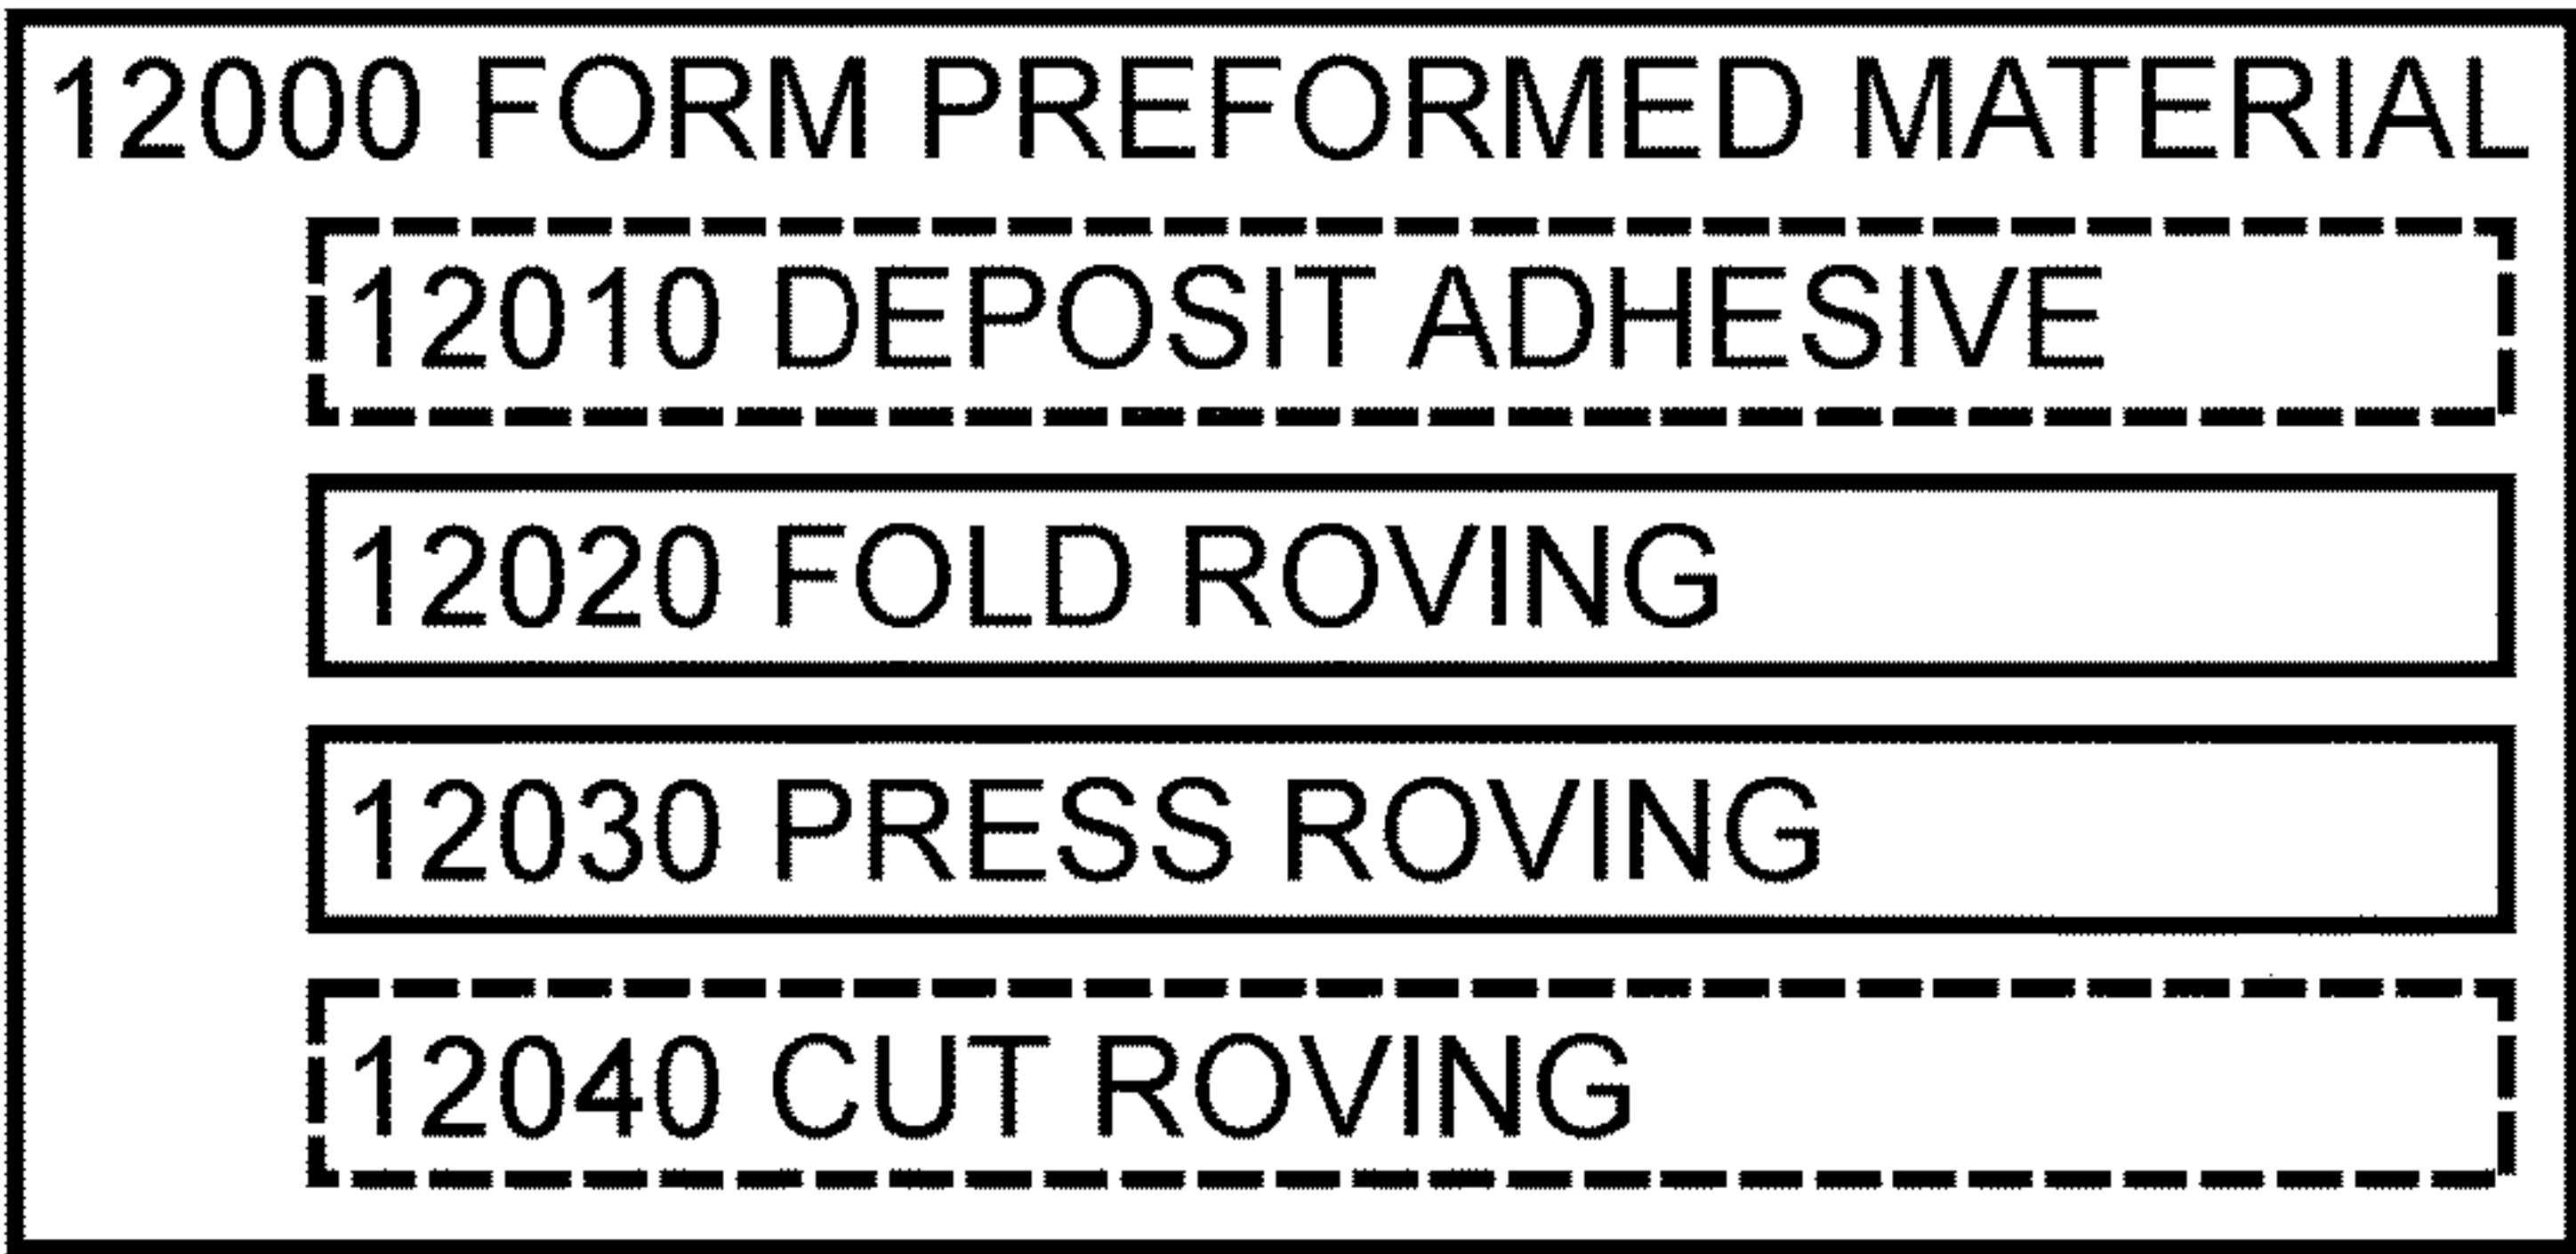 12000 FORM PREFORMED MATERIAL
12010 DEPOSIT ADHESIVE
12020 FOLD ROVING
12030 PRESS ROVING
12040 CUT ROVING